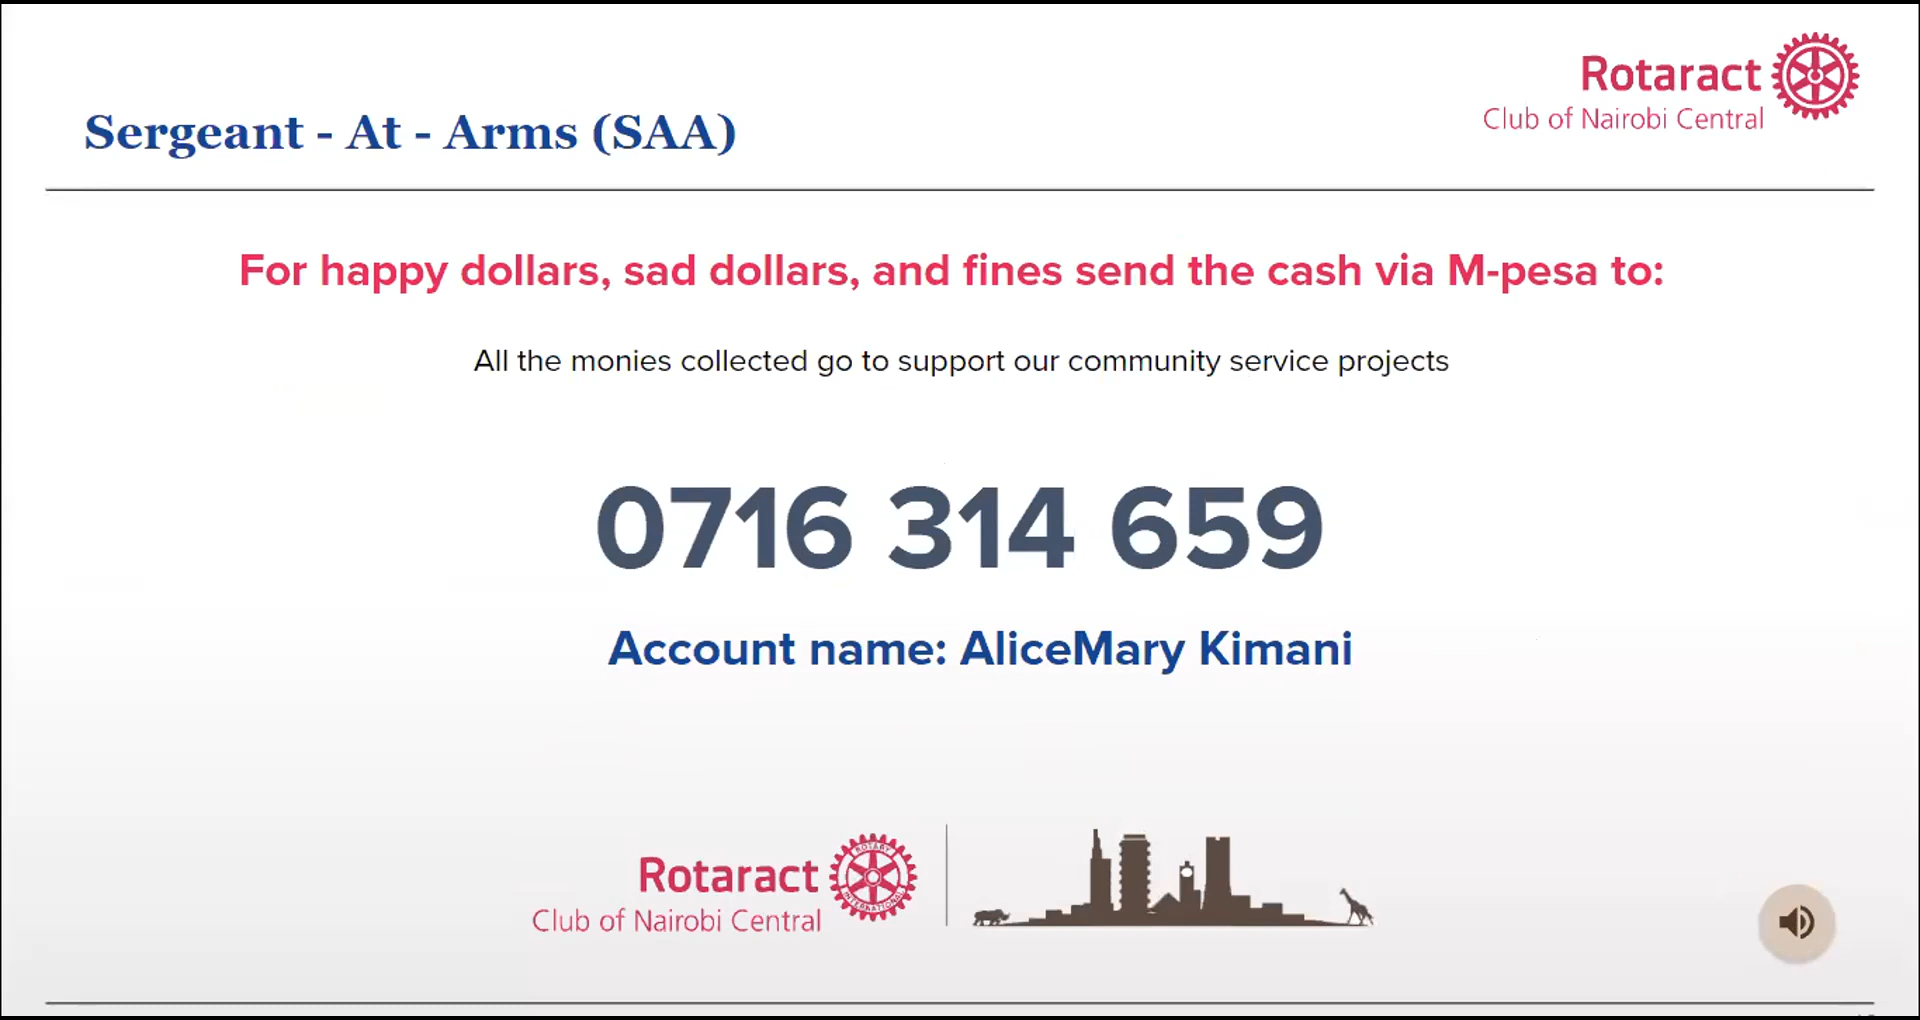 Rotaract
Club of Nairobi Central
Sergeant - At - Arms (SAA)
For happy dollars, sad dollars, and fines send the cash via M-pesa to:
All the monies collected go to support our community service projects
0716 314 659
Account name: AliceMary Kimani
Rotaract
Club of Nairobi Central
ROTARY
INTERNATIONAL